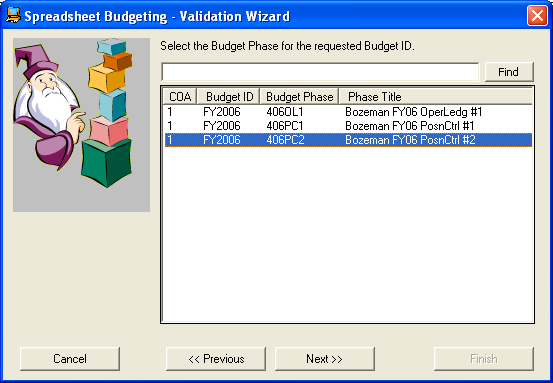 Spreadsheet Budgeting - Validation Wizard
Select the Budget Phase for the requested Budget ID.
Find
COA Budget ID Budget Phase Phase Title
1 FY2006 406OL1 Bozeman FY06 OperLedg #1
1 FY2006 406PC1 Bozeman FY06 PosnCtrl #1
1 FY2006 406PC2 Bozeman FY06 PosnCtrl #2
Cancel << Previous Next >> Finish